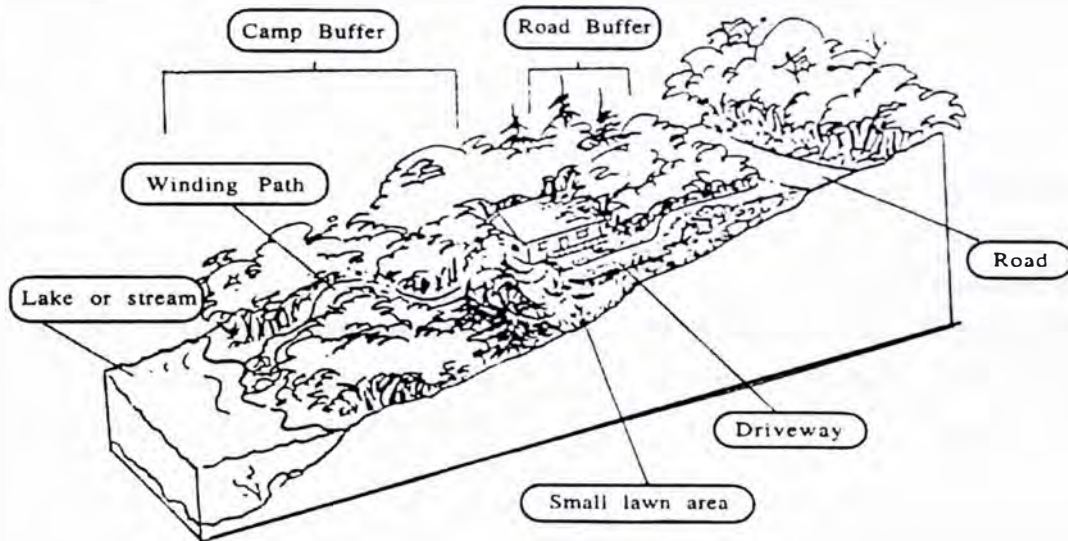 Camp Buffer
Road Buffer
Winding Path
Lake or stream
Road
Driveway
Small lawn area